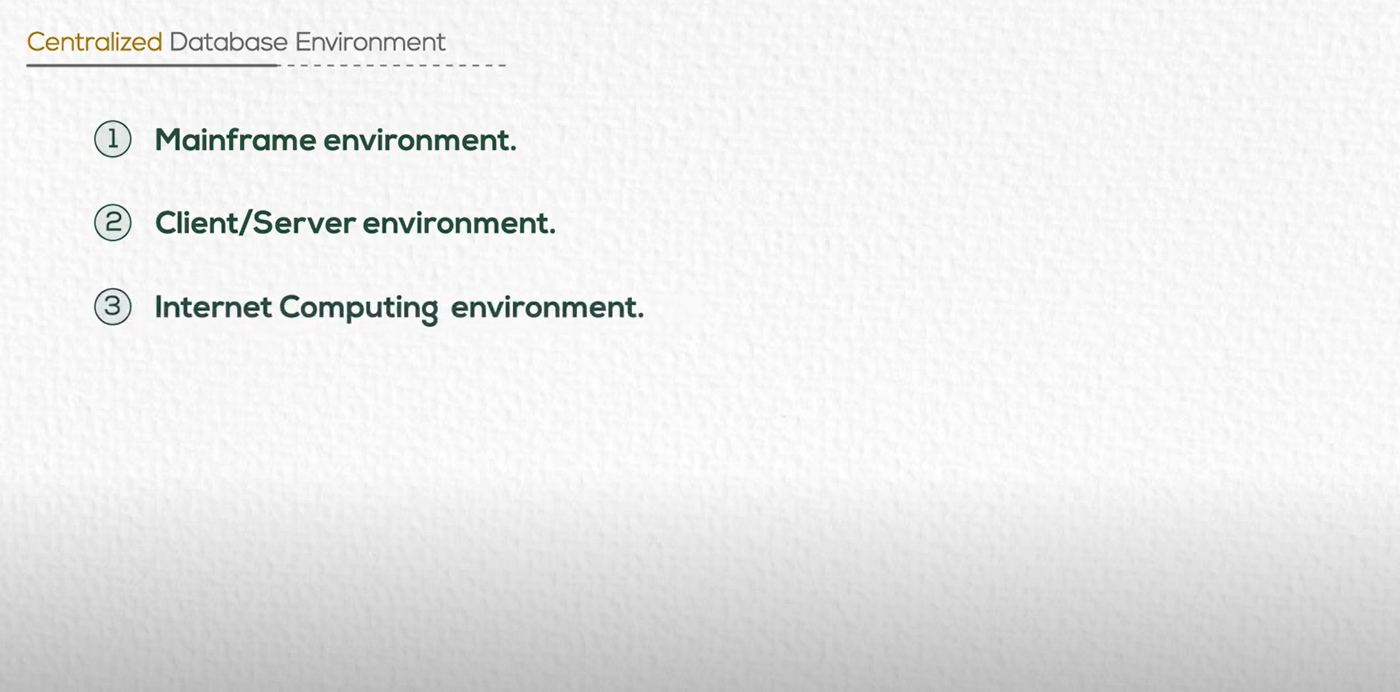 Centralized Database Environment
1 Mainframe environment.
2 Client/Server environment.
3 Internet Computing environment.